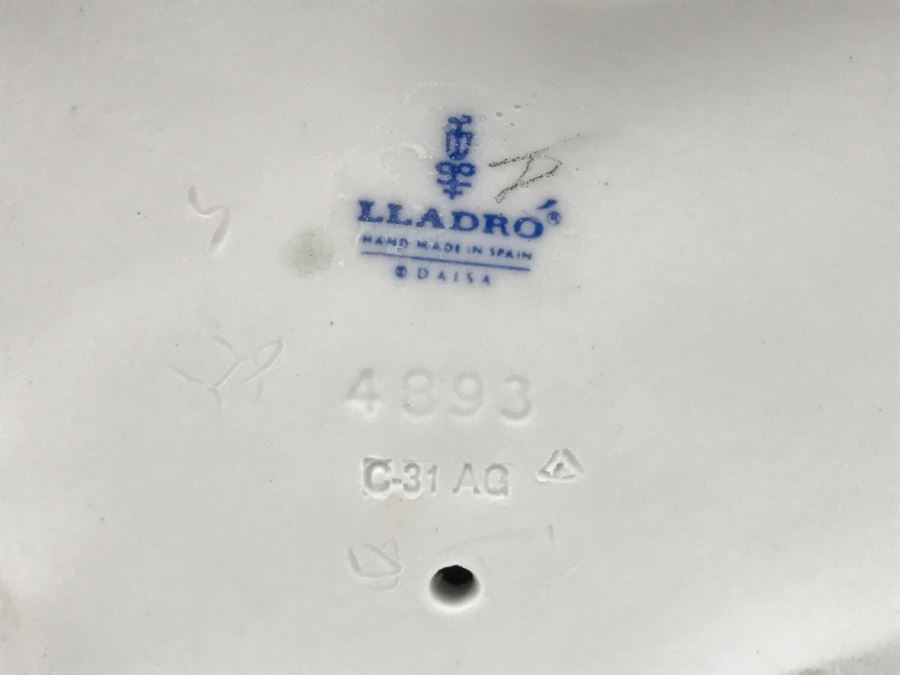 LLADRÓ®
HAND MADE IN SPAIN
© DAISA
4893
C-31 AG